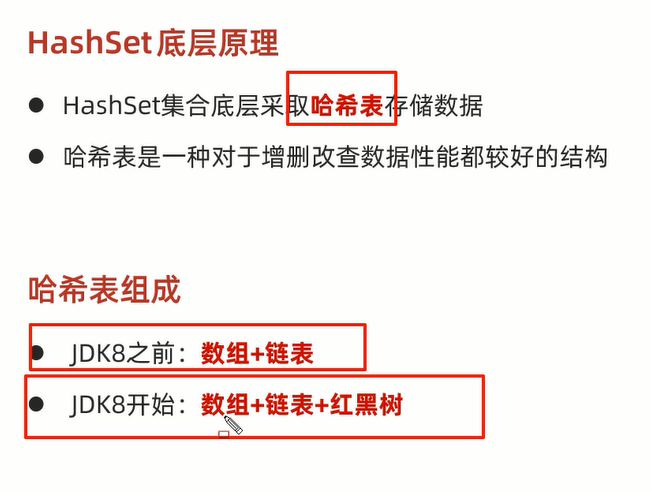 HashSet底层原理
● HashSet集合底层采取哈希表存储数据
● 哈希表是一种对于增删改查数据性能都较好的结构
哈希表组成
● JDK8之前：数组+链表
● JDK8开始：数组+链表+红黑树